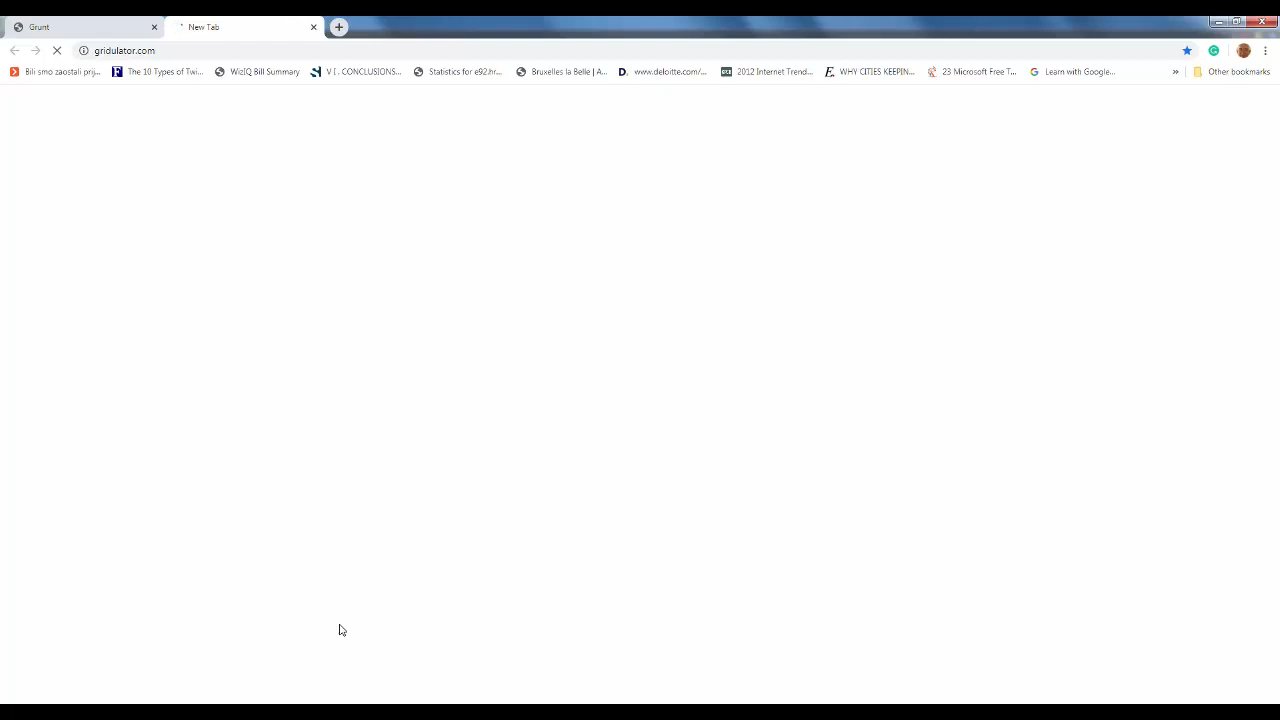 Grunt
New Tab
gridulator.com
Bili smo zaostali prij...
The 10 Types of Twi...
WizIQ Bill Summary
V I . CONCLUSIONS...
Statistics for e92.hr...
Bruxelles la Belle | A...
www.deloitte.com/...
2012 Internet Trend...
WHY CITIES KEEPIN...
23 Microsoft Free T...
Learn with Google...
Other bookmarks